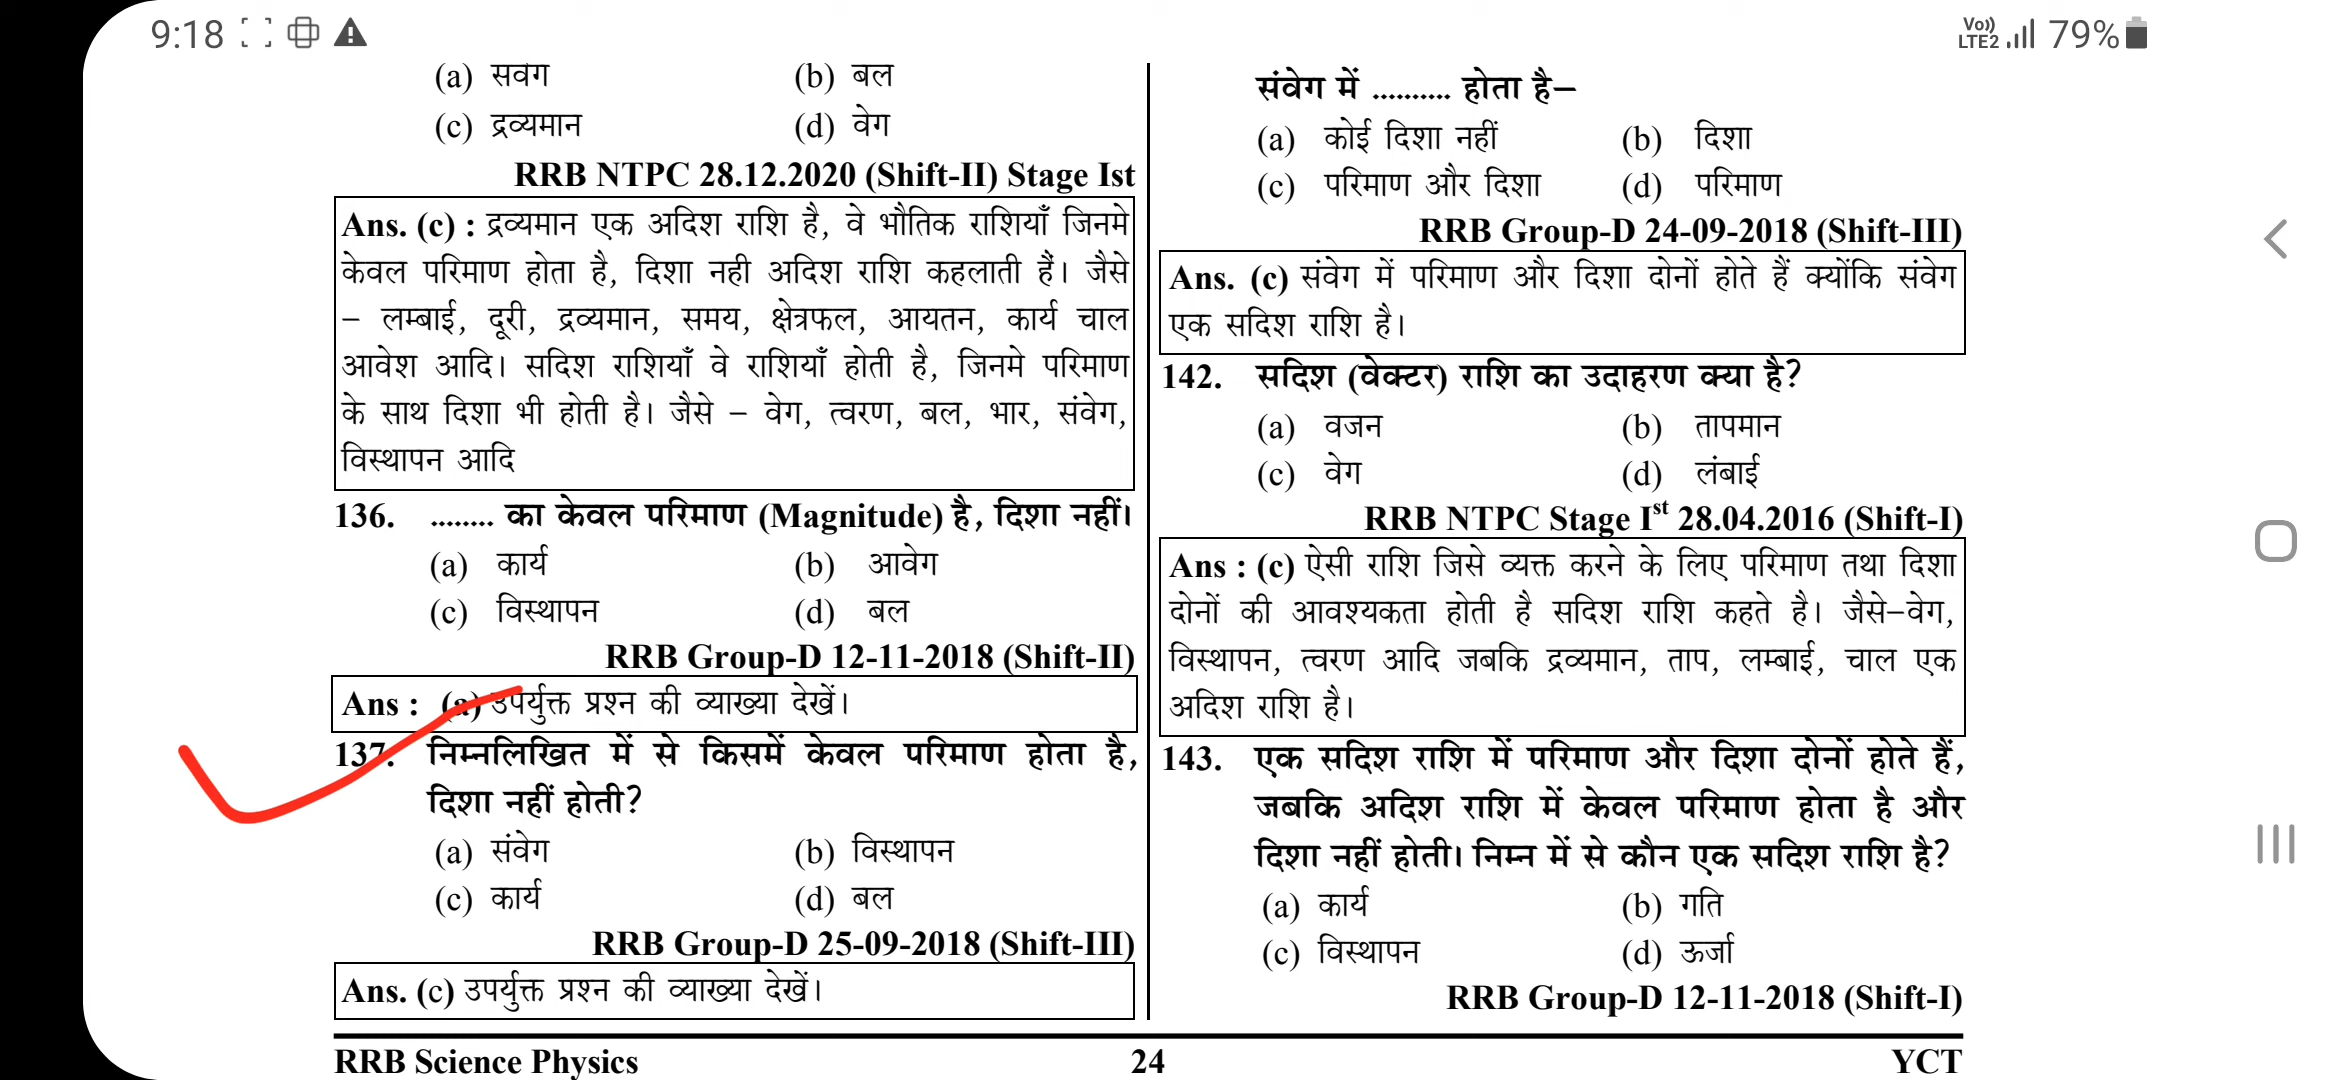 9:18
Vo)) LTE2 79%
(a) संवेग (b) बल
(c) द्रव्यमान (d) वेग
RRB NTPC 28.12.2020 (Shift-II) Stage Ist
Ans. (c) : द्रव्यमान एक अदिश राशि है, वे भौतिक राशियाँ जिनमे
केवल परिमाण होता है, दिशा नही अदिश राशि कहलाती हैं। जैसे
– लम्बाई, दूरी, द्रव्यमान, समय, क्षेत्रफल, आयतन, कार्य चाल
आवेश आदि। सदिश राशियाँ वे राशियाँ होती है, जिनमे परिमाण
के साथ दिशा भी होती है। जैसे – वेग, त्वरण, बल, भार, संवेग,
विस्थापन आदि
136. ........ का केवल परिमाण (Magnitude) है, दिशा नहीं।
(a) कार्य (b) आवेग
(c) विस्थापन (d) बल
RRB Group-D 12-11-2018 (Shift-II)
Ans : (a) उपर्युक्त प्रश्न की व्याख्या देखें।
137. निम्नलिखित में से किसमें केवल परिमाण होता है,
दिशा नहीं होती?
(a) संवेग (b) विस्थापन
(c) कार्य (d) बल
RRB Group-D 25-09-2018 (Shift-III)
Ans. (c) उपर्युक्त प्रश्न की व्याख्या देखें।
संवेग में .......... होता है–
(a) कोई दिशा नहीं (b) दिशा
(c) परिमाण और दिशा (d) परिमाण
RRB Group-D 24-09-2018 (Shift-III)
Ans. (c) संवेग में परिमाण और दिशा दोनों होते हैं क्योंकि संवेग
एक सदिश राशि है।
142. सदिश (वेक्टर) राशि का उदाहरण क्या है?
(a) वजन (b) तापमान
(c) वेग (d) लंबाई
RRB NTPC Stage Ist 28.04.2016 (Shift-I)
Ans : (c) ऐसी राशि जिसे व्यक्त करने के लिए परिमाण तथा दिशा
दोनों की आवश्यकता होती है सदिश राशि कहते है। जैसे–वेग,
विस्थापन, त्वरण आदि जबकि द्रव्यमान, ताप, लम्बाई, चाल एक
अदिश राशि है।
143. एक सदिश राशि में परिमाण और दिशा दोनों होते हैं,
जबकि अदिश राशि में केवल परिमाण होता है और
दिशा नहीं होती। निम्न में से कौन एक सदिश राशि है?
(a) कार्य (b) गति
(c) विस्थापन (d) ऊर्जा
RRB Group-D 12-11-2018 (Shift-I)
RRB Science Physics 24 YCT